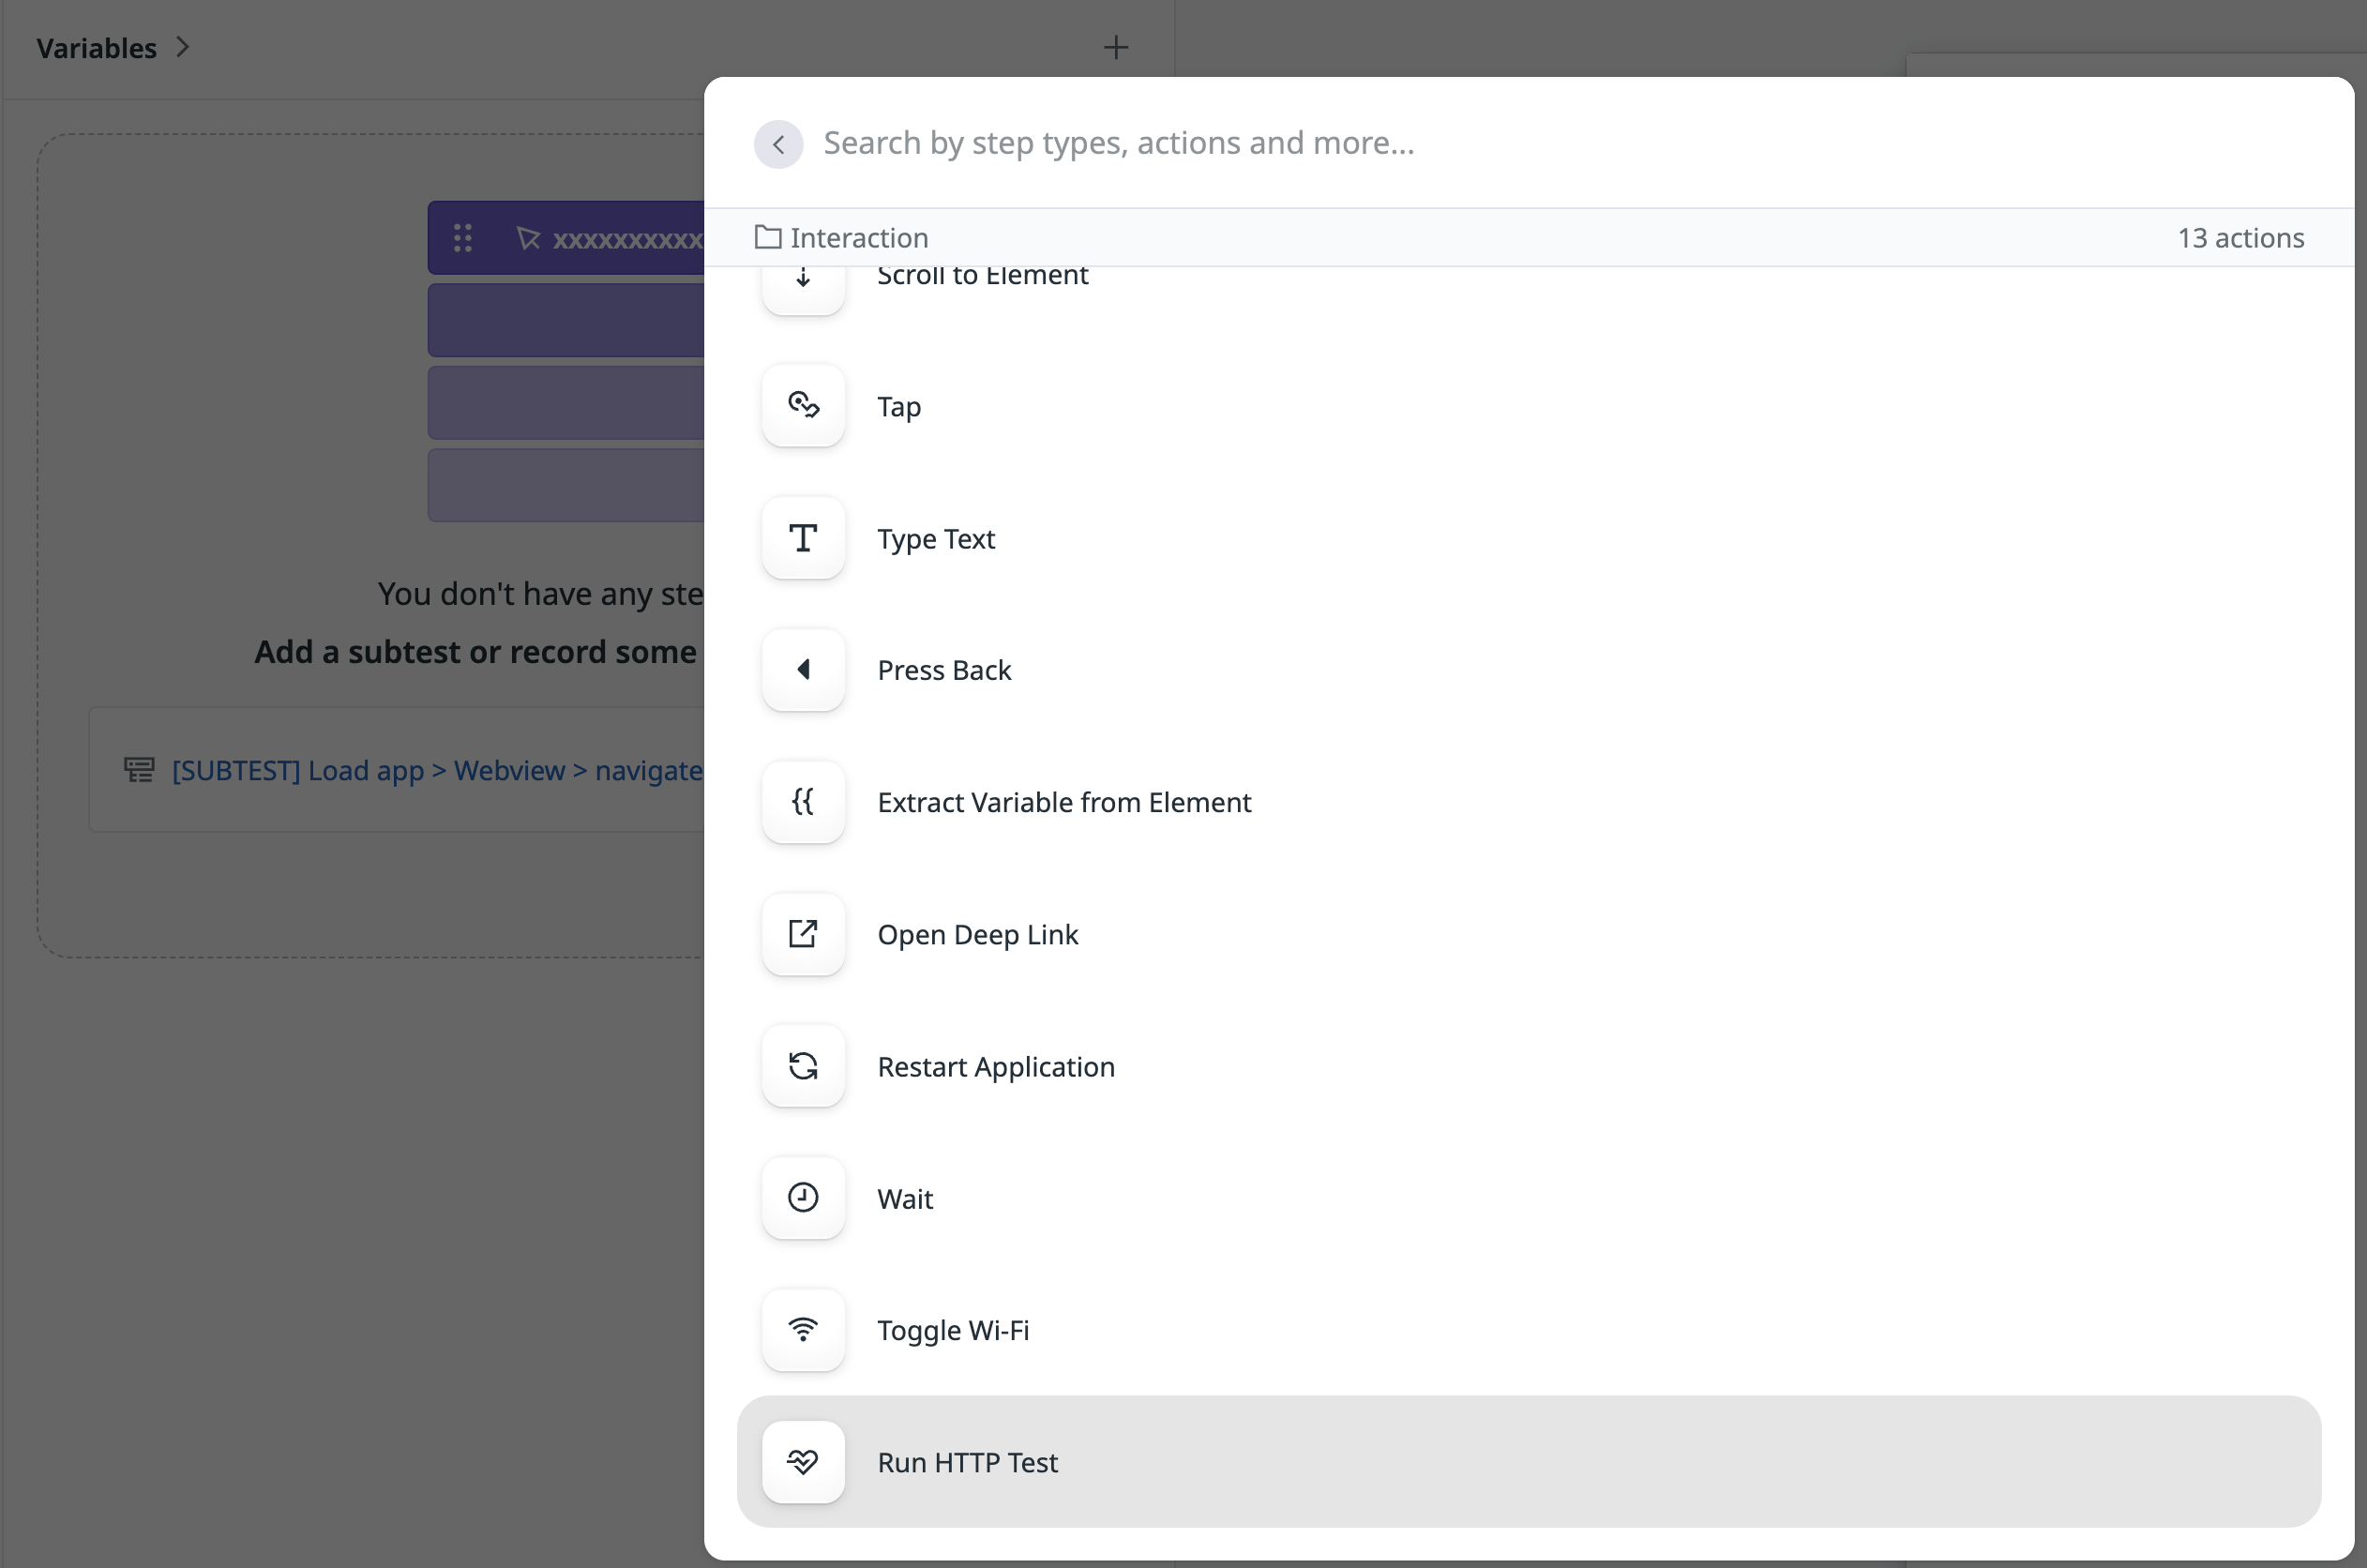 Variables
Search by step types, actions and more...
Interaction
13 actions
Scroll to Element
xxxxxxxxxx
Tap
Type Text
You don't have any ste
Add a subtest or record some
Press Back
[SUBTEST] Load app > Webview > navigate
Extract Variable from Element
Open Deep Link
Restart Application
Wait
Toggle Wi-Fi
Run HTTP Test